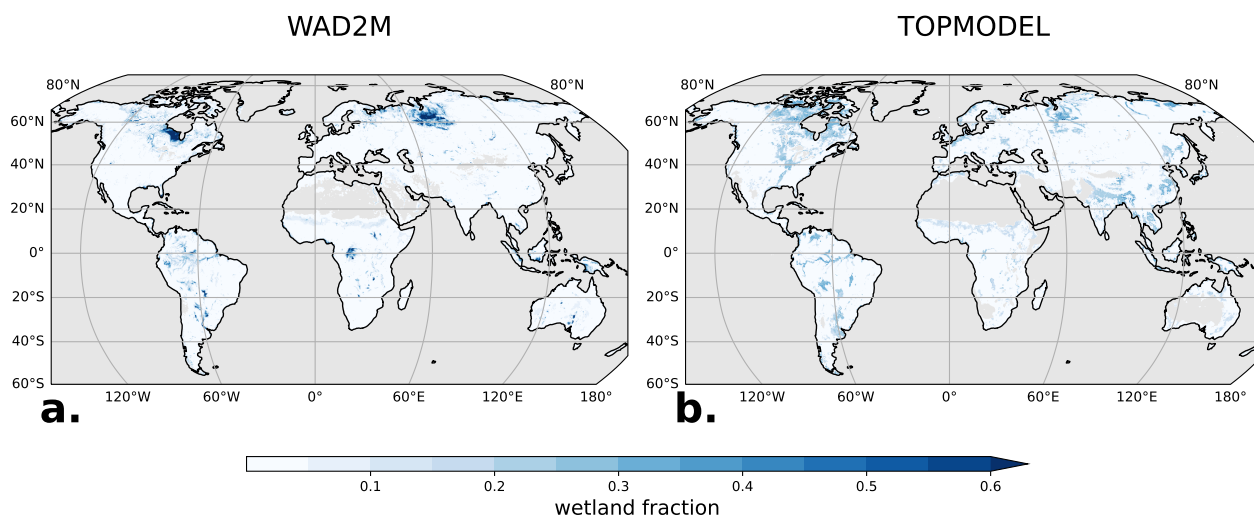 WAD2M
TOPMODEL
80°N 80°N
80°N 80°N
60°N
40°N
20°N
0°
20°S
40°S
60°S
60°N
40°N
20°N
0°
20°S
40°S
60°S
120°W 60°W 0° 60°E 120°E 180°
120°W 60°W 0° 60°E 120°E 180°
a.
b.
0.1 0.2 0.3 0.4 0.5 0.6
wetland fraction